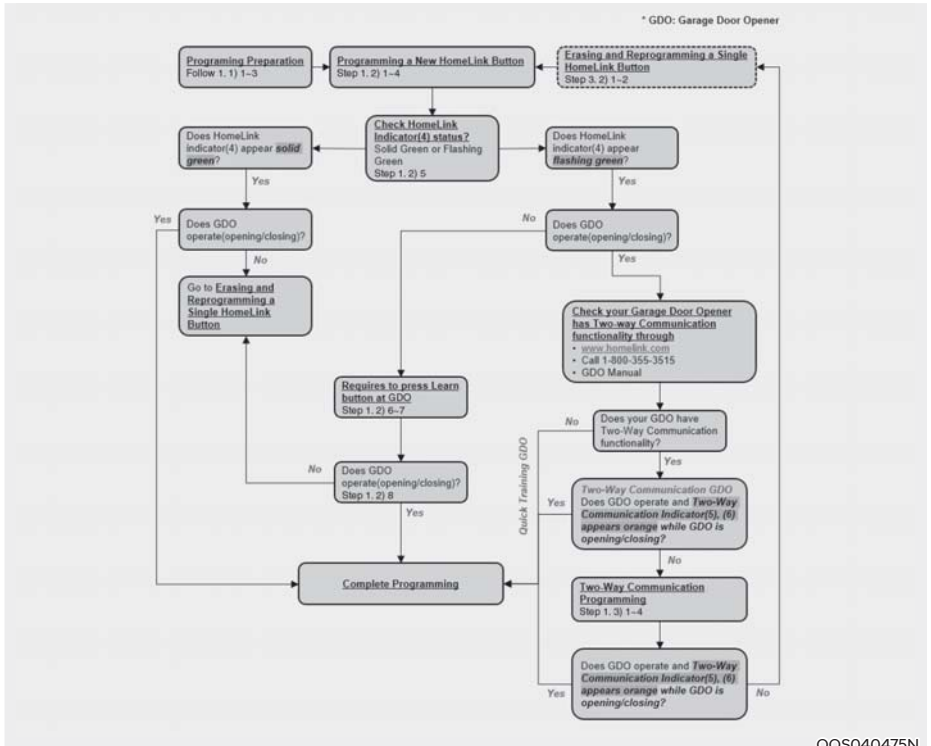 * GDO: Garage Door Opener
Programing Preparation
Follow 1. 1) 1~3
Programming a New HomeLink Button
Step 1. 2) 1~4
Erasing and Reprogramming a Single
HomeLink Button
Step 3. 2) 1~2
Does HomeLink
indicator(4) appear solid
green?
Check HomeLink
Indicator(4) status?
Solid Green or Flashing
Green
Step 1. 2) 5
Does HomeLink
indicator(4) appear
flashing green?
Yes
Yes
Yes
Does GDO
operate(opening/closing)?
No
Does GDO
operate(opening/closing)?
No
Yes
Go to Erasing and
Reprogramming a
Single HomeLink
Button
Check your Garage Door Opener
has Two-way Communication
functionality through
• www.homelink.com
• Call 1-800-355-3515
• GDO Manual
Requires to press Learn
button at GDO
Step 1. 2) 6~7
No
Does your GDO have
Two-Way Communication
functionality?
Quick Training GDO
Yes
No
Does GDO
operate(opening/closing)?
Step 1. 2) 8
Yes
Yes
Two-Way Communication GDO
Does GDO operate and Two-Way
Communication Indicator(5), (6)
appears orange while GDO is
opening/closing?
No
Complete Programming
Two-Way Communication
Programming
Step 1. 3) 1~4
Does GDO operate and Two-Way
Communication Indicator(5), (6)
appears orange while GDO is
opening/closing?
Yes
No
OOS040475N